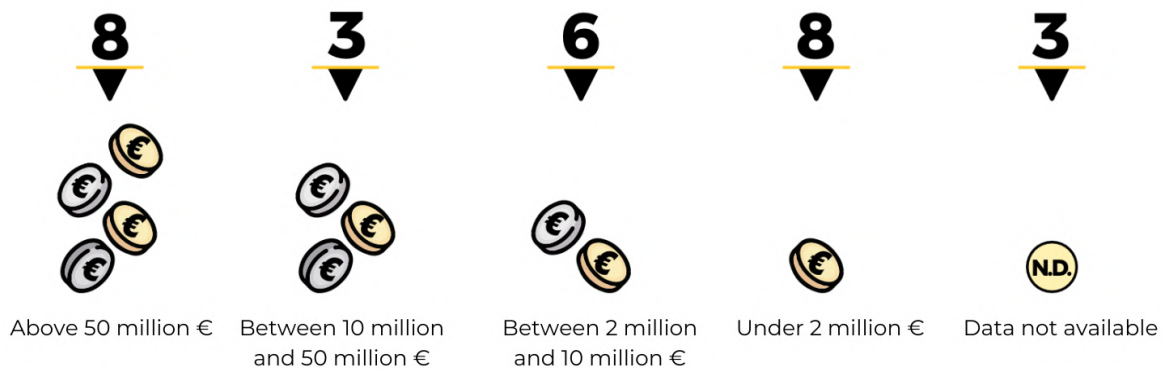 8
3
6
8
3
€
€
€
€
€
€
€
€
€
€
N.D.
Above 50 million €
Between 10 million
and 50 million €
Between 2 million
and 10 million €
Under 2 million €
Data not available